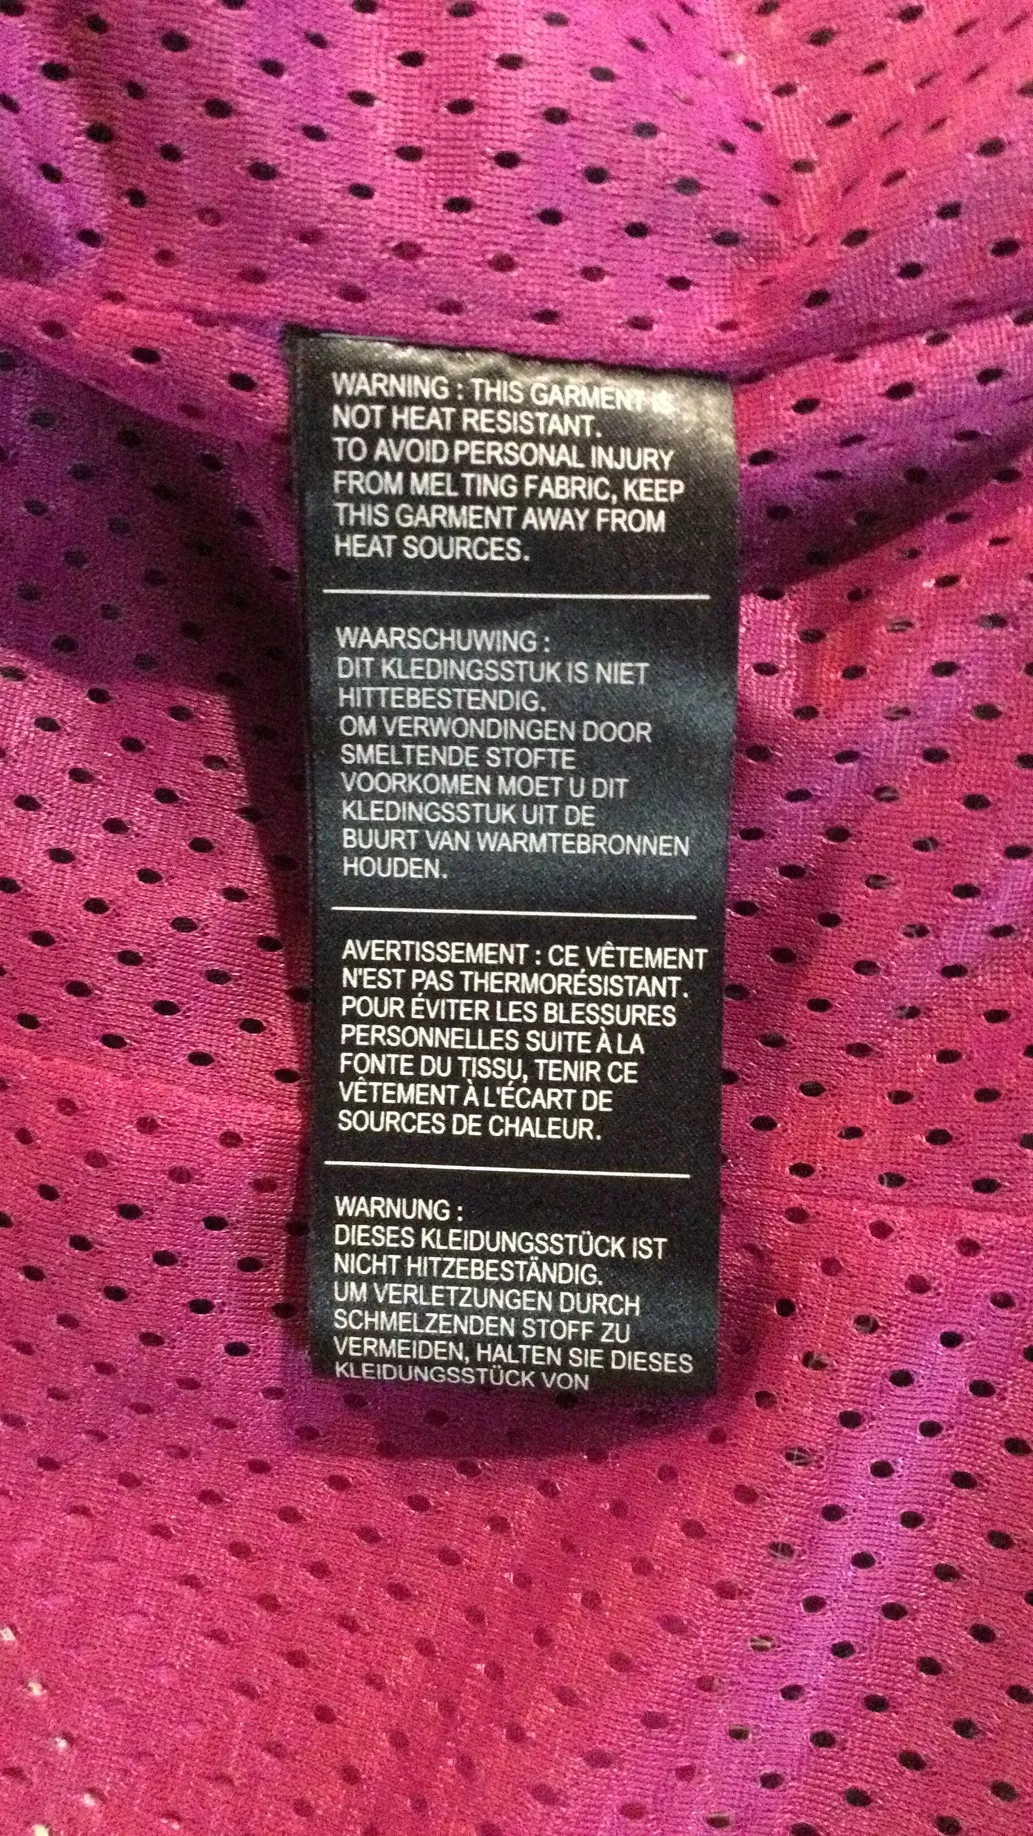 WARNING : THIS GARMENT IS
NOT HEAT RESISTANT.
TO AVOID PERSONAL INJURY
FROM MELTING FABRIC, KEEP
THIS GARMENT AWAY FROM
HEAT SOURCES.
WAARSCHUWING :
DIT KLEDINGSSTUK IS NIET
HITTEBESTENDIG.
OM VERWONDINGEN DOOR
SMELTENDE STOFTE
VOORKOMEN MOET U DIT
KLEDINGSSTUK UIT DE
BUURT VAN WARMTEBRONNEN
HOUDEN.
AVERTISSEMENT : CE VÊTEMENT
N'EST PAS THERMORÉSISTANT.
POUR ÉVITER LES BLESSURES
PERSONNELLES SUITE À LA
FONTE DU TISSU, TENIR CE
VÊTEMENT À L'ÉCART DE
SOURCES DE CHALEUR.
WARNUNG :
DIESES KLEIDUNGSSTÜCK IST
NICHT HITZEBESTÄNDIG.
UM VERLETZUNGEN DURCH
SCHMELZENDEN STOFF ZU
VERMEIDEN, HALTEN SIE DIESES
KLEIDUNGSSTÜCK VON